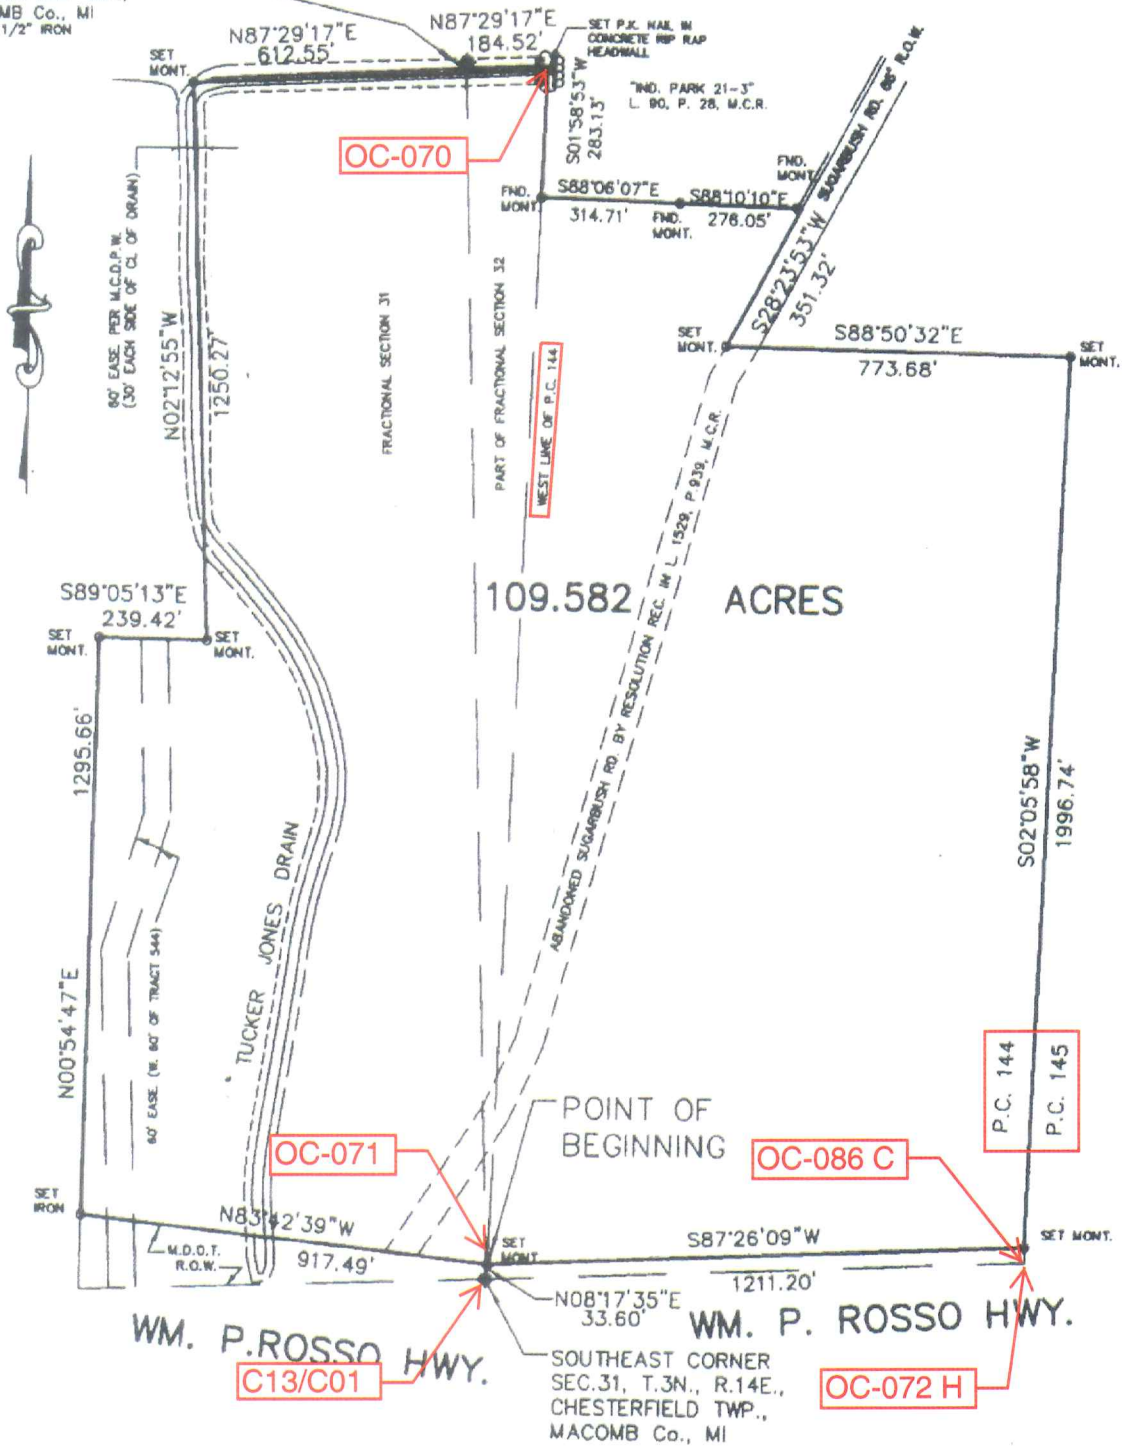 MB Co., MI
1/2" IRON
N87°29'17"E
612.55'
N87°29'17"E
184.52'
SET P.K. NAIL IN
CONCRETE RIP RAP
HEADWALL
SET
MONT.
"IND. PARK 21-3"
L. 90, P. 28, M.C.R.
SUGARBUSH RD. 66' R.O.W.
OC-070
S01°58'53"W
283.13'
FND.
MONT.
S88°06'07"E
314.71'
FND.
MONT.
S88°10'10"E
276.05'
FND.
MONT.
60' EASE. PER M.C.D.P.W.
(30' EACH SIDE OF CL OF DRAIN)
N02°12'55"W
1250.27'
FRACTIONAL SECTION 31
PART OF FRACTIONAL SECTION 32
WEST LINE OF P.C. 144
S28°23'53"W
351.32'
SET
MONT.
S88°50'32"E
773.68'
SET
MONT.
109.582 ACRES
ABANDONED SUGARBUSH RD. BY RESOLUTION REC. IN L. 1529, P.939, M.C.R.
S89°05'13"E
239.42'
SET
MONT.
SET
MONT.
1295.66'
N00°54'47"E
60' EASE. (W. 60' OF TRACT 544)
TUCKER JONES DRAIN
S02°05'58"W
1996.74'
P.C. 144
P.C. 145
POINT OF
BEGINNING
OC-071
OC-086 C
SET
IRON
N83°42'39"W
917.49'
M.D.O.T.
R.O.W.
SET
MONT.
S87°26'09"W
1211.20'
SET MONT.
N08°17'35"E
33.60'
WM. P. ROSSO HWY.
WM. P. ROSSO HWY.
C13/C01
OC-072 H
SOUTHEAST CORNER
SEC.31, T.3N., R.14E.,
CHESTERFIELD TWP.,
MACOMB Co., MI